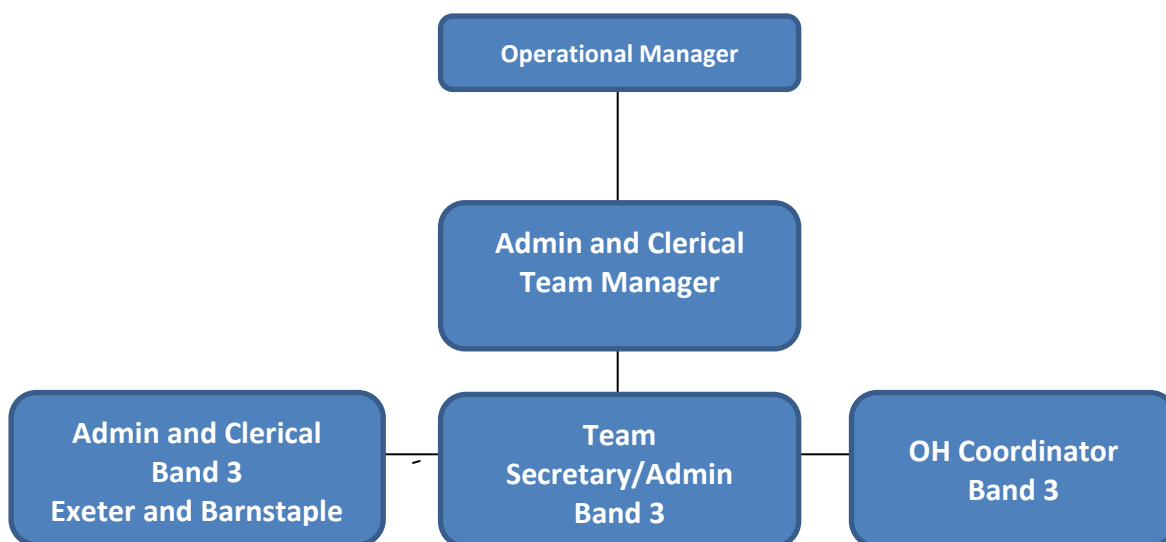 Operational Manager
Admin and Clerical
Team Manager
Admin and Clerical
Band 3
Exeter and Barnstaple
Team
Secretary/Admin
Band 3
OH Coordinator
Band 3